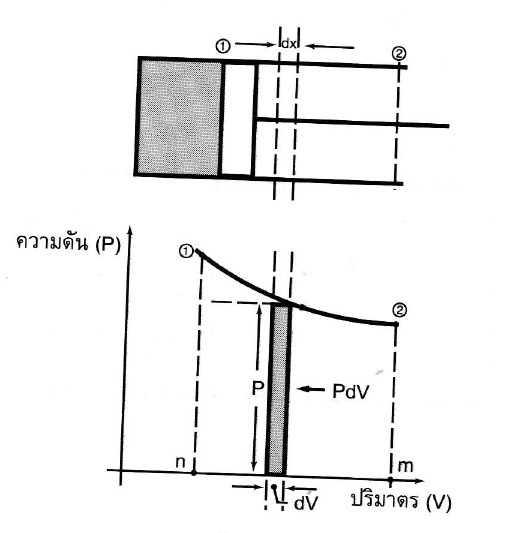 ① dx ②
ความดัน (P)
①
②
P
PdV
n
m
dV
ปริมาตร (V)